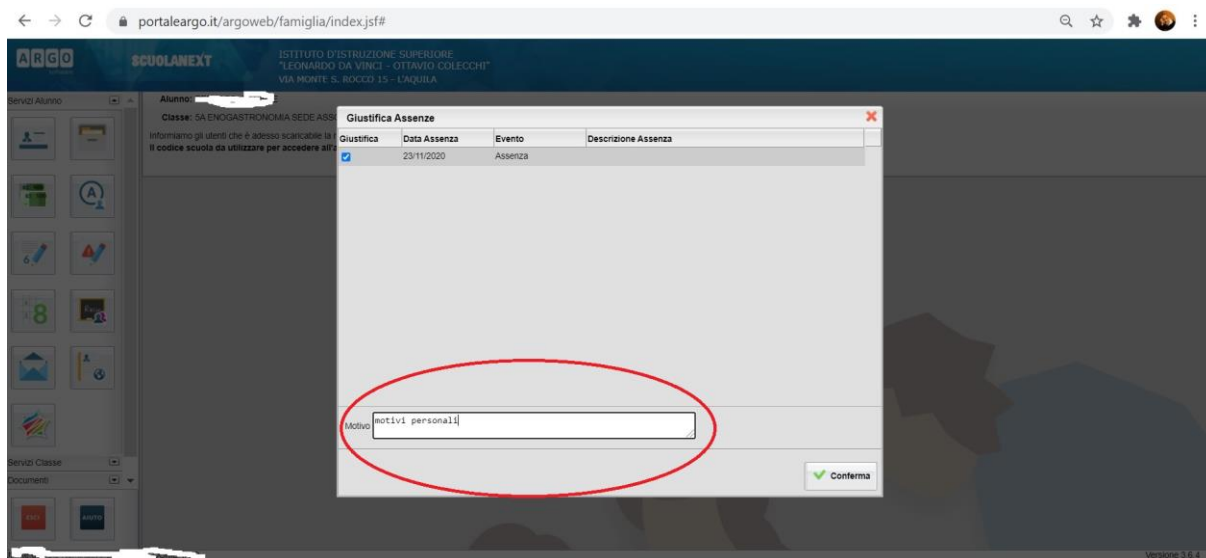 portaleargo.it/argoweb/famiglia/index.jsf#
ARGO
SCUOLANEXT
ISTITUTO D'ISTRUZIONE SUPERIORE
"LEONARDO DA VINCI - OTTAVIO COLECCHI"
VIA MONTE S. ROCCO 15 - L'AQUILA
Servizi Alunno
Alunno:
Classe: 5A ENOGASTRONOMIA SEDE ASSO
Informiamo gli utenti che è adesso scaricabile la
Il codice scuola da utilizzare per accedere all'a
Giustifica Assenze
Giustifica Data Assenza Evento Descrizione Assenza
23/11/2020 Assenza
Motivo motivi personali
Conferma
Servizi Classe
Documenti
ESCI AIUTO
Versione 3.6.4